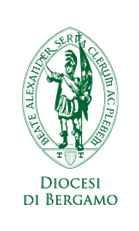 BEATE ALEXANDER SERVA CLERUM AC PLEBEM
DIOCESI
DI BERGAMO